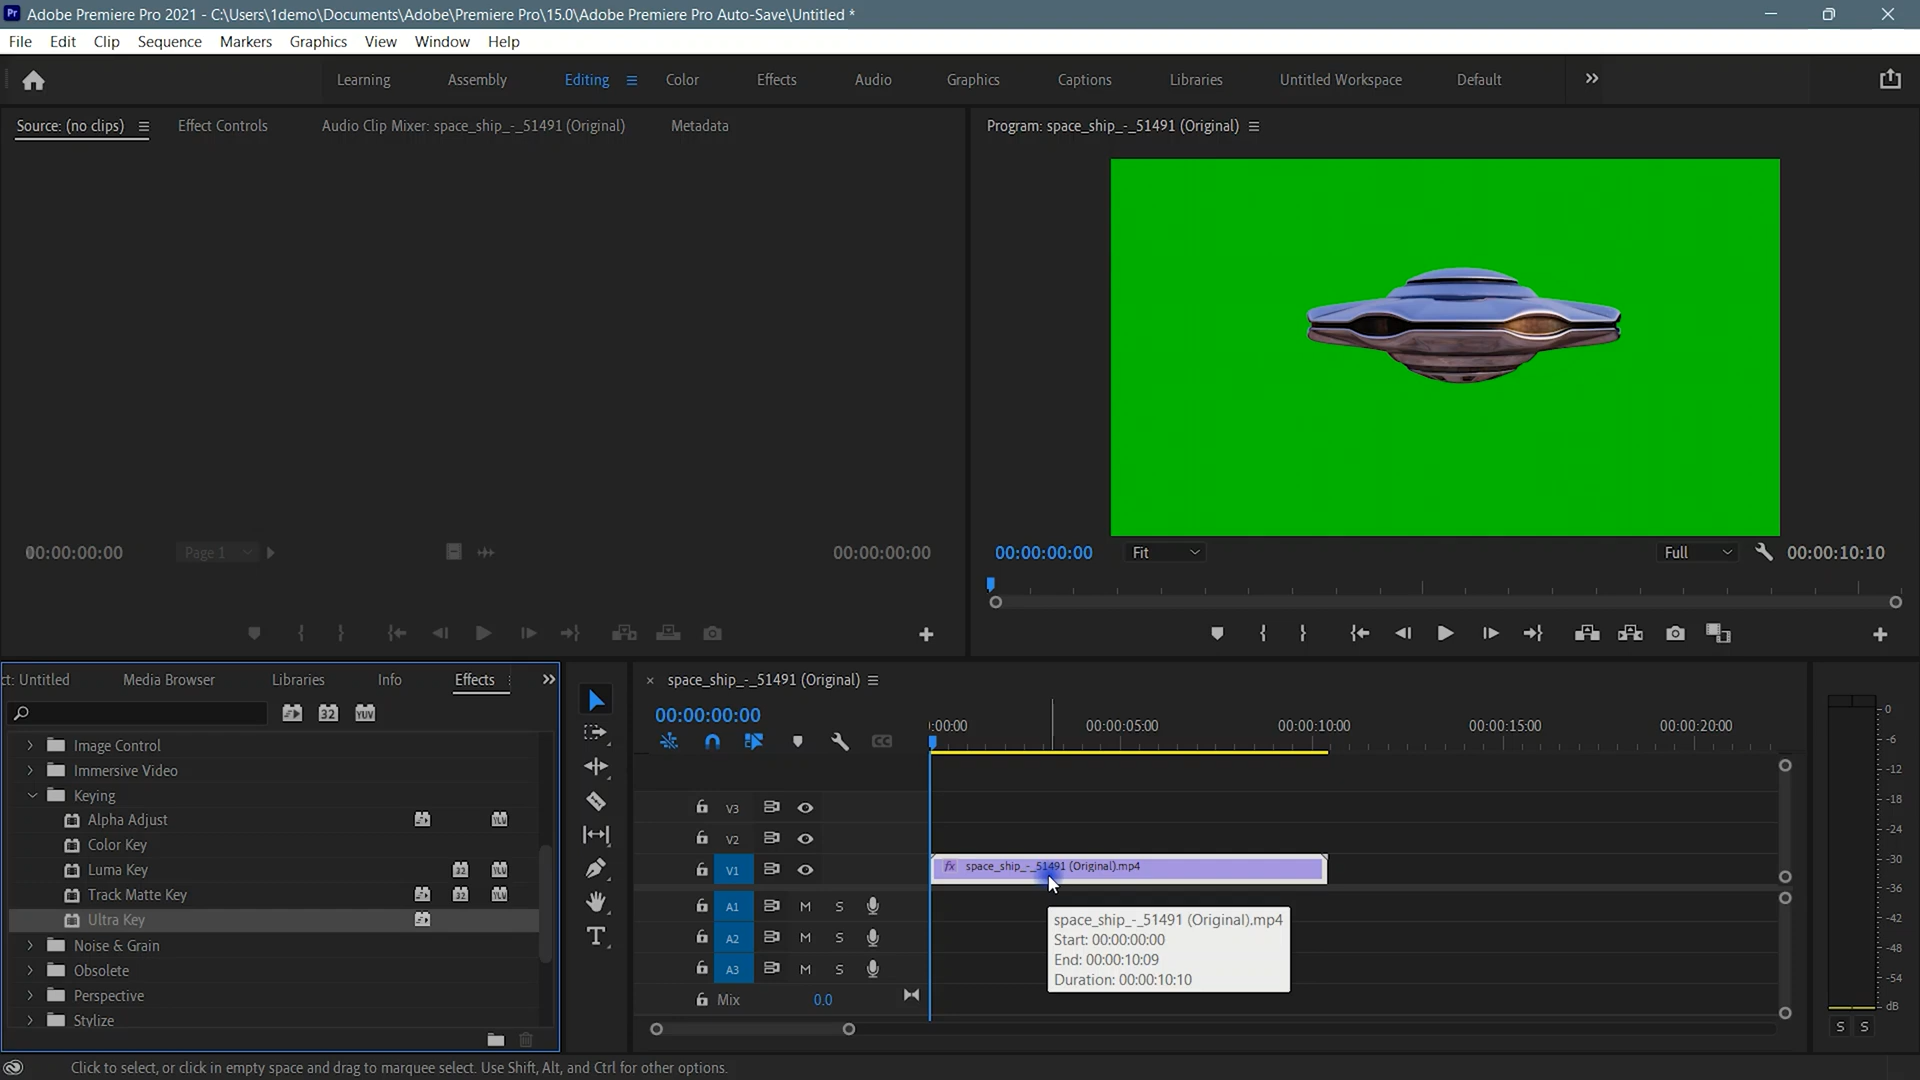 Adobe Premiere Pro 2021 - C:\Users\1demo\Documents\Adobe\Premiere Pro\15.0\Adobe Premiere Pro Auto-Save\Untitled *
File Edit Clip Sequence Markers Graphics View Window Help
Learning Assembly Editing Color Effects Audio Graphics Captions Libraries Untitled Workspace Default
Source: (no clips) Effect Controls Audio Clip Mixer: space_ship_-_51491 (Original) Metadata
Program: space_ship_-_51491 (Original)
00:00:00:00 Page 1 00:00:00:00
00:00:00:00 Fit Full 00:00:10:10
ct: Untitled Media Browser Libraries Info Effects
32 YUV
Image Control
Immersive Video
Keying
Alpha Adjust
Color Key
Luma Key
Track Matte Key
Ultra Key
Noise & Grain
Obsolete
Perspective
Stylize
space_ship_-_51491 (Original)
00:00:00:00
:00:00 00:00:05:00 00:00:10:00 00:00:15:00 00:00:20:00
V3
V2
V1 fx space_ship_-_51491 (Original).mp4
A1 M S
A2 M S
A3 M S
Mix 0.0
space_ship_-_51491 (Original).mp4
Start: 00:00:00:00
End: 00:00:10:09
Duration: 00:00:10:10
0
-6
-12
-18
-24
-30
-36
-42
-48
-54
dB
S S
Click to select, or click in empty space and drag to marquee select. Use Shift, Alt, and Ctrl for other options.